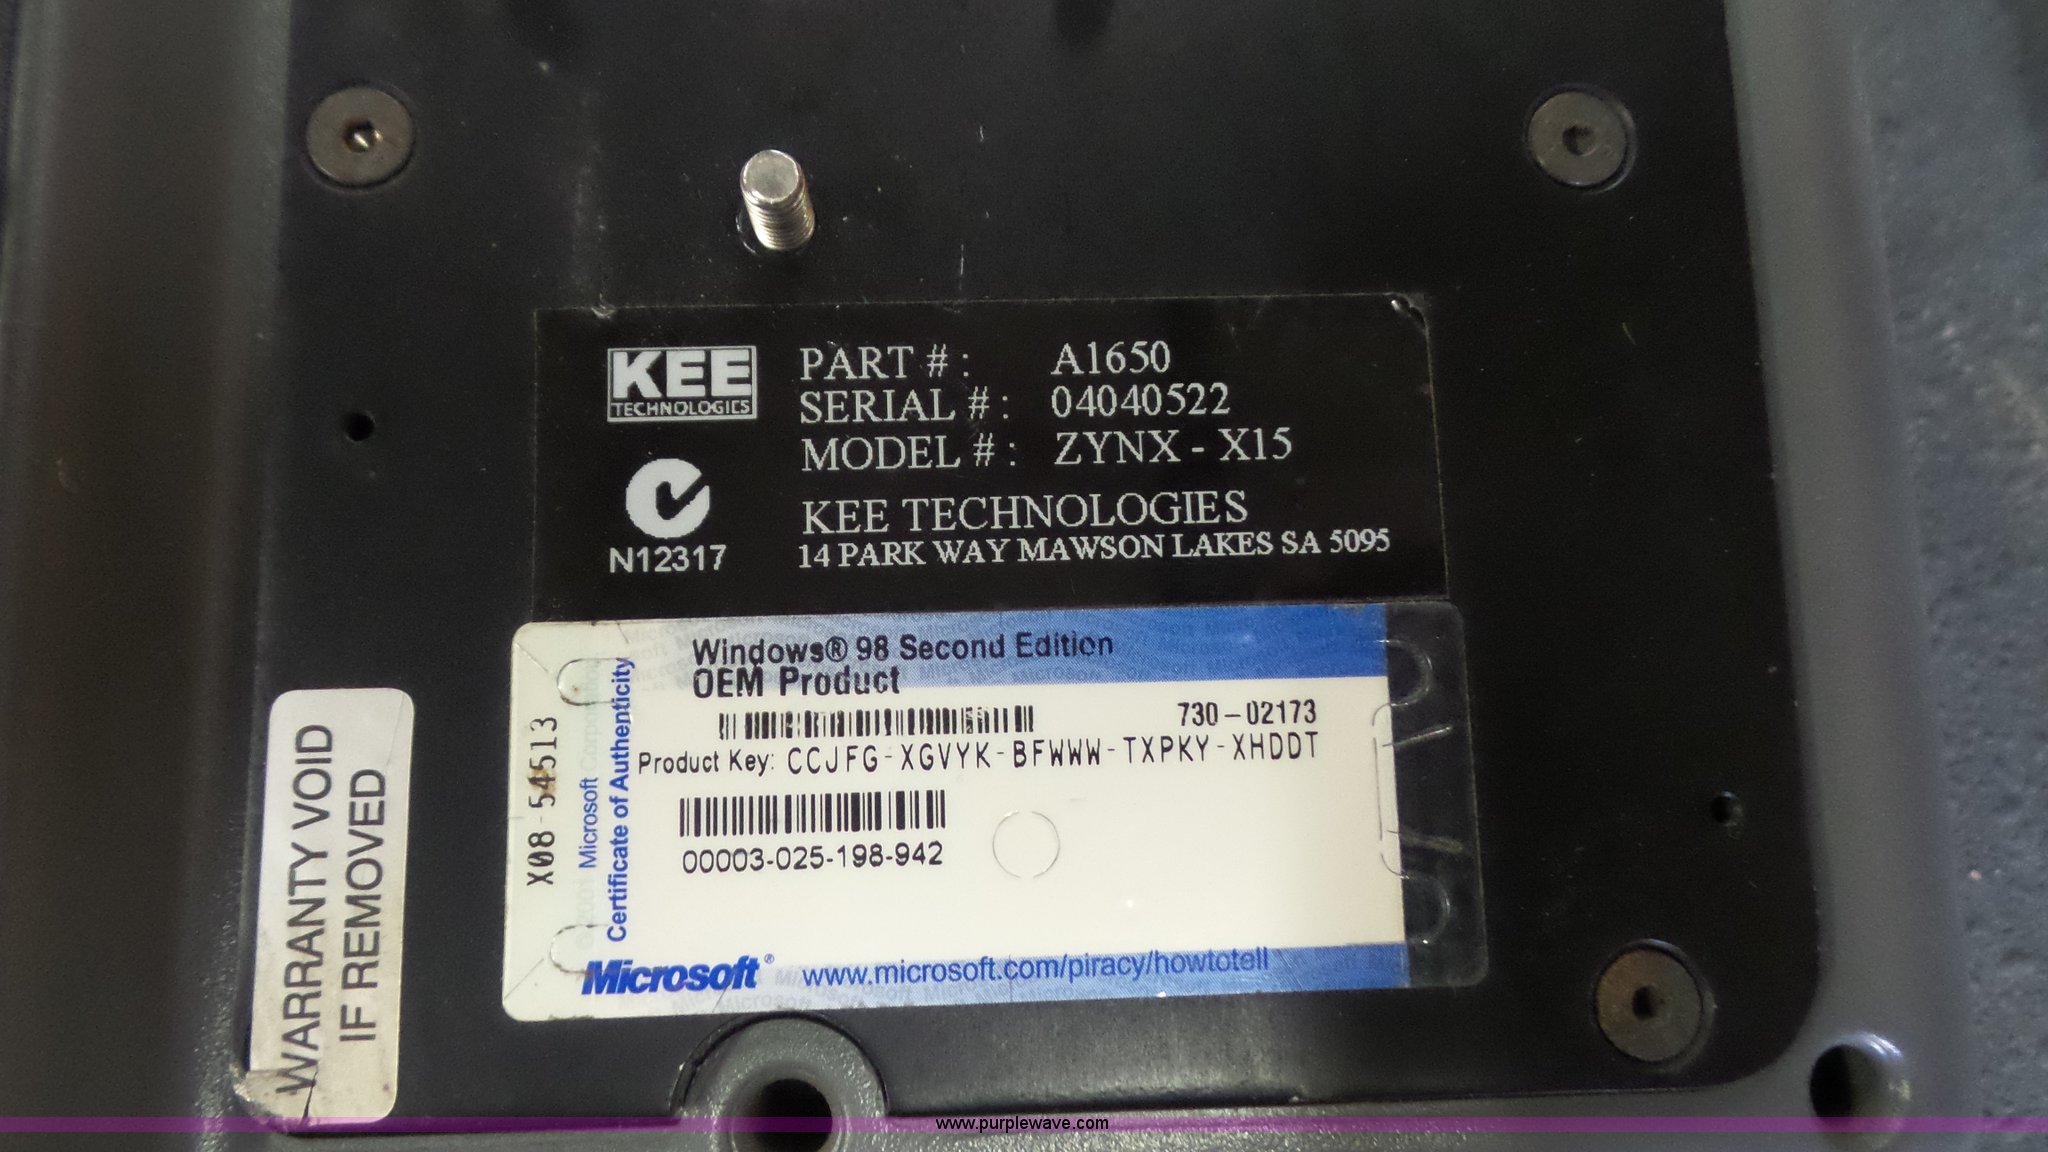 KEE
TECHNOLOGIES
PART # : A1650
SERIAL # : 04040522
MODEL # : ZYNX - X15
KEE TECHNOLOGIES
14 PARK WAY MAWSON LAKES SA 5095
N12317
Windows® 98 Second Edition
OEM Product
730-02173
Product Key: CCJFG-XGVYK-BFWWW-TXPKY-XHDDT
00003-025-198-942
X08-54513
© 2001 Microsoft Corporation
Certificate of Authenticity
Microsoft® www.microsoft.com/piracy/howtotell
WARRANTY VOID
IF REMOVED
www.purplewave.com